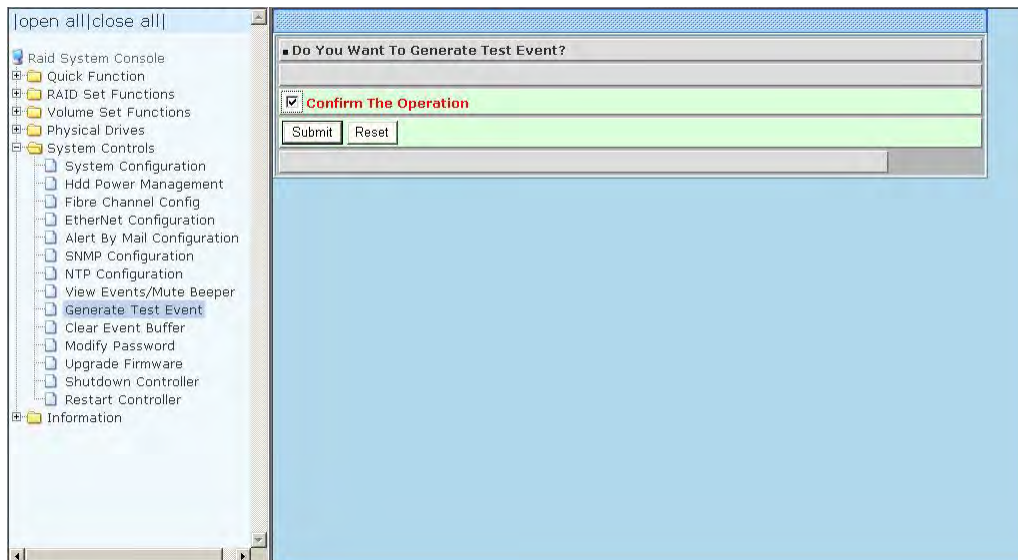 |open all|close all|
Raid System Console
Quick Function
RAID Set Functions
Volume Set Functions
Physical Drives
System Controls
System Configuration
Hdd Power Management
Fibre Channel Config
EtherNet Configuration
Alert By Mail Configuration
SNMP Configuration
NTP Configuration
View Events/Mute Beeper
Generate Test Event
Clear Event Buffer
Modify Password
Upgrade Firmware
Shutdown Controller
Restart Controller
Information
Do You Want To Generate Test Event?
Confirm The Operation
Submit Reset